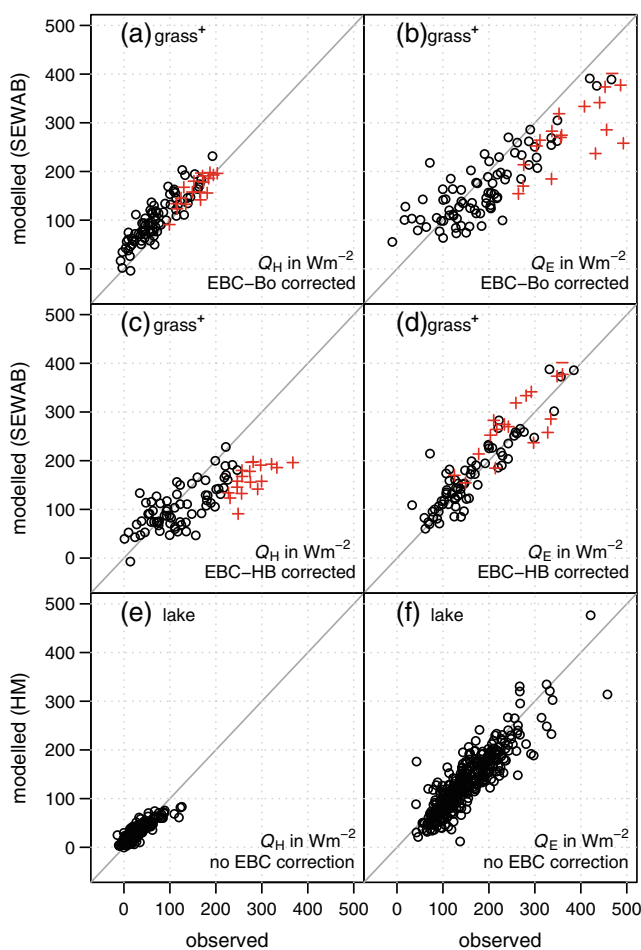 (a) grass+
(b) grass+
500
400
300
200
100
0
modelled (SEWAB)
QH in Wm−2
EBC−Bo corrected
QE in Wm−2
EBC−Bo corrected
(c) grass+
(d) grass+
500
400
300
200
100
0
modelled (SEWAB)
QH in Wm−2
EBC−HB corrected
QE in Wm−2
EBC−HB corrected
(e) lake
(f) lake
500
400
300
200
100
0
modelled (HM)
QH in Wm−2
no EBC correction
QE in Wm−2
no EBC correction
0 100 200 300 400 500
0 100 200 300 400 500
observed
observed